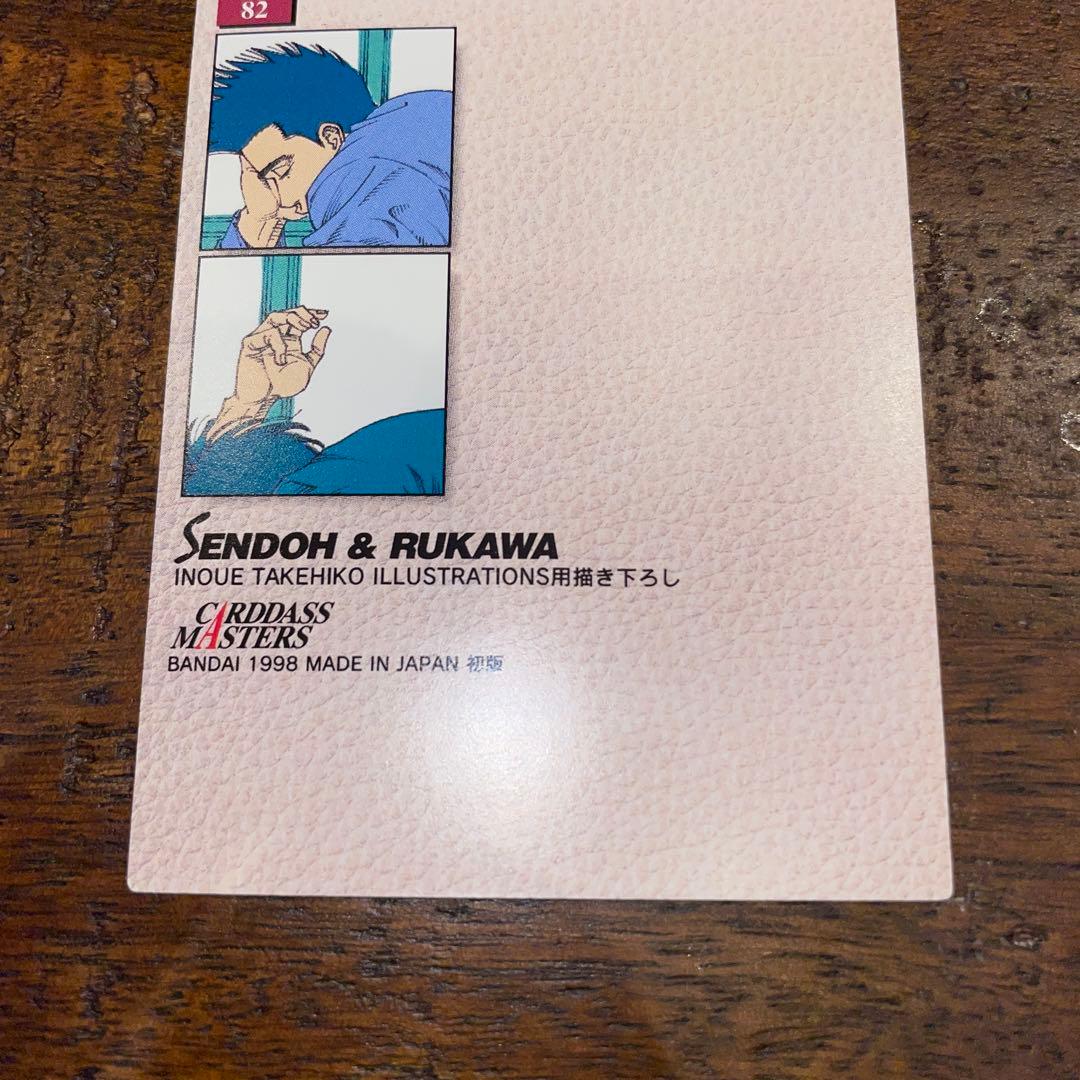 82
SENDOH & RUKAWA
INOUE TAKEHIKO ILLUSTRATIONS用描き下ろし
CARDDASS
MASTERS
BANDAI 1998 MADE IN JAPAN 初版